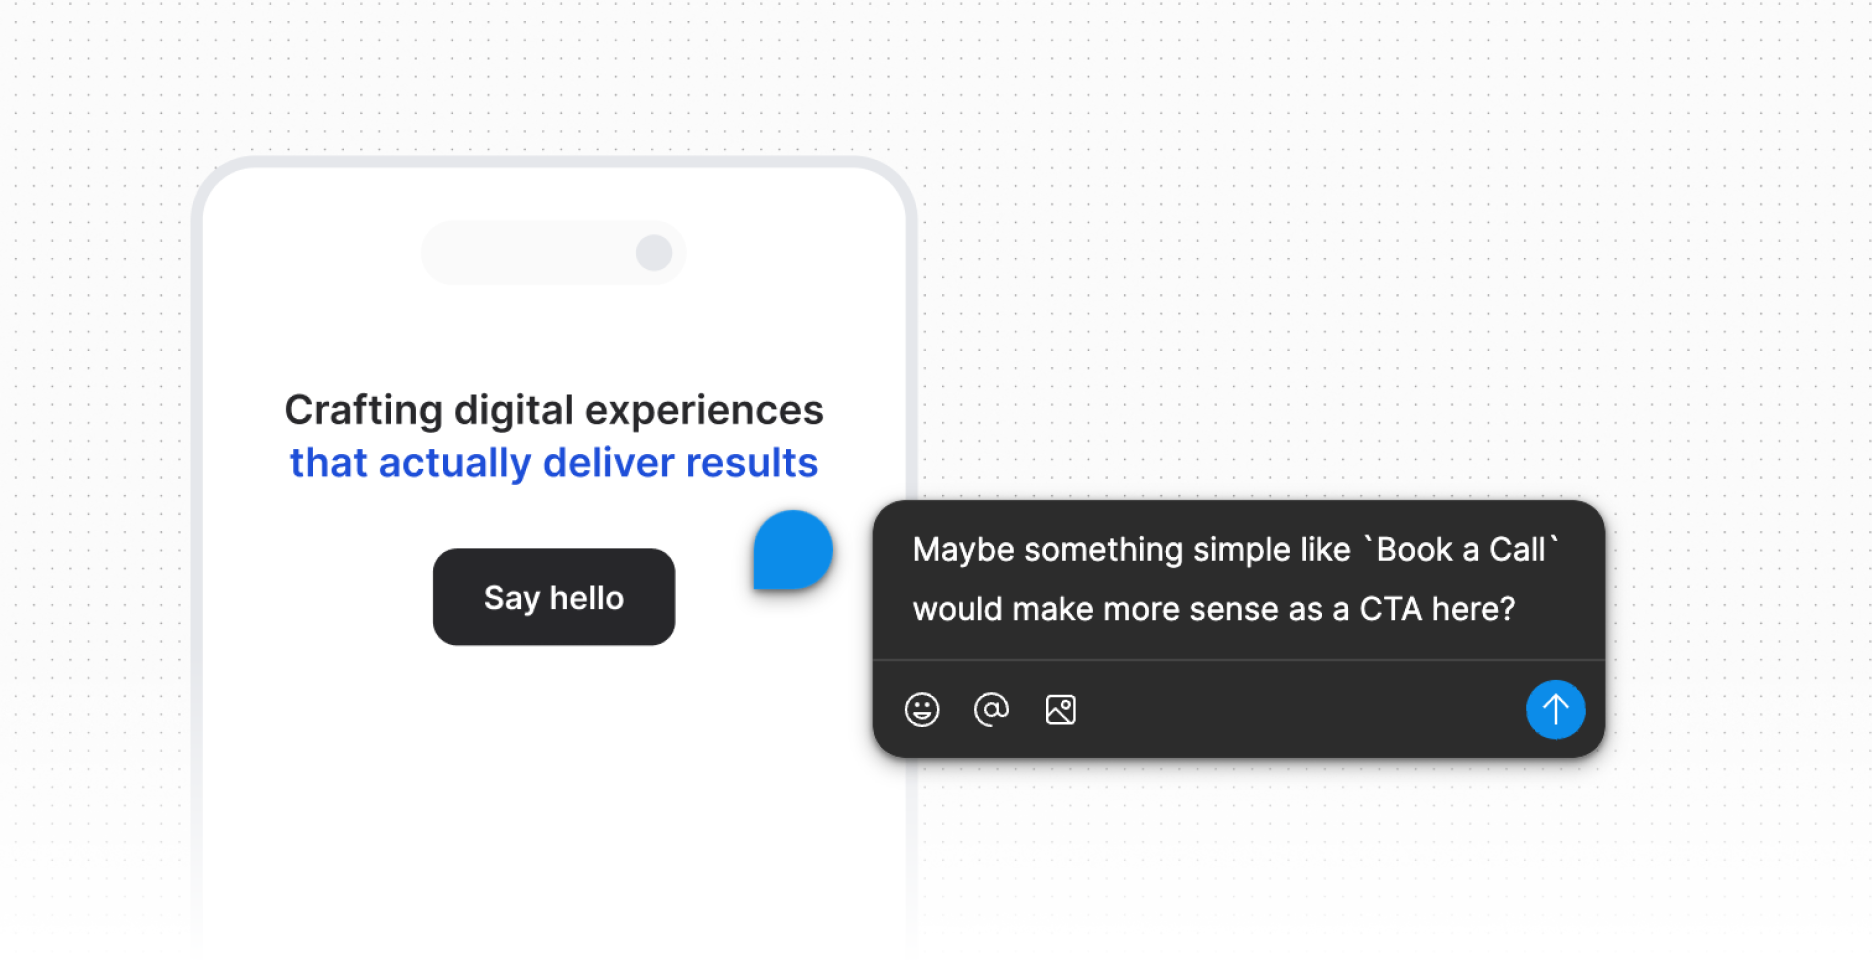 Crafting digital experiences
that actually deliver results
Say hello
Maybe something simple like `Book a Call`
would make more sense as a CTA here?